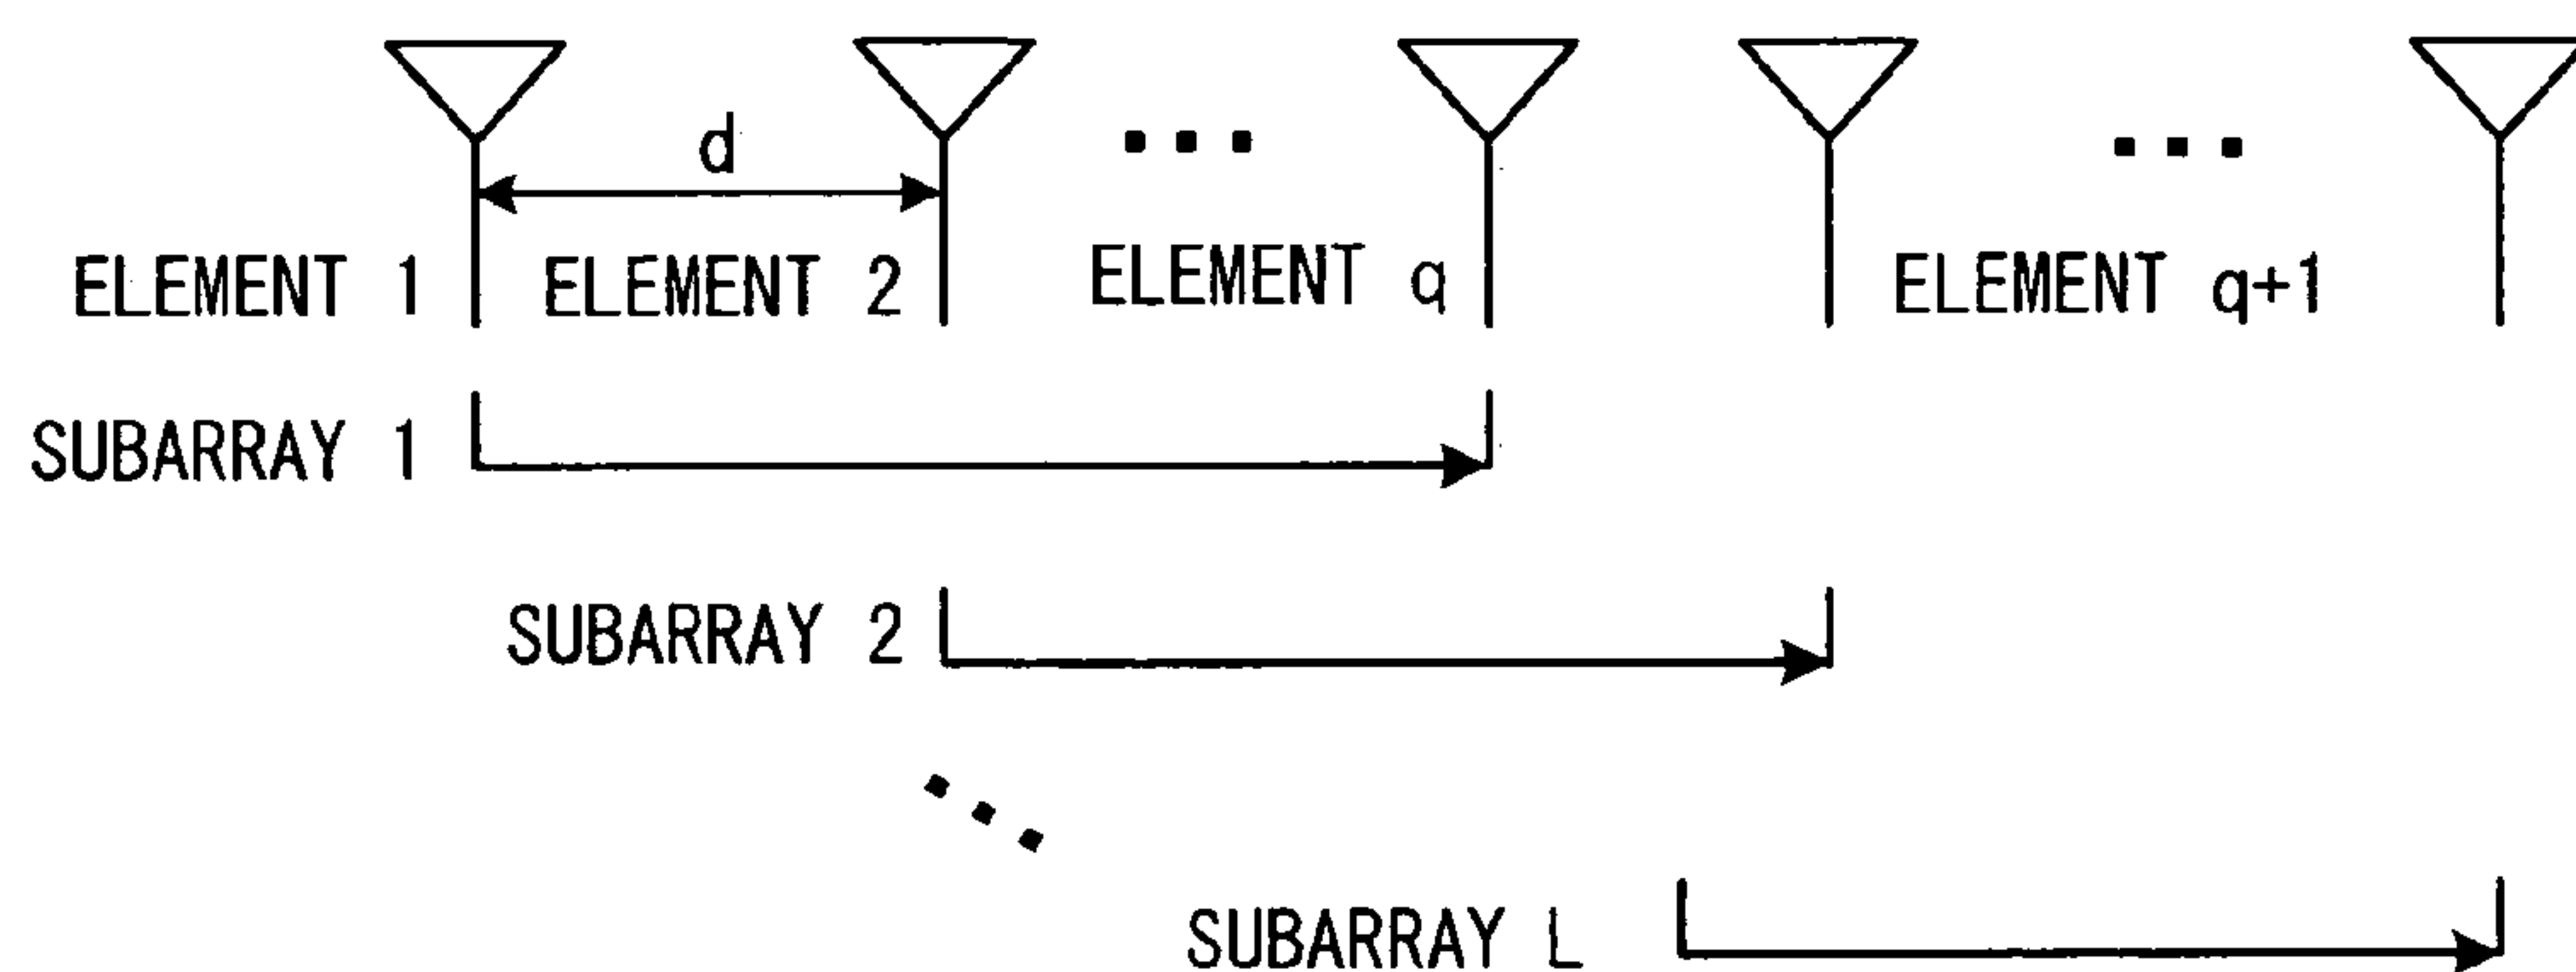 d
ELEMENT 1 ELEMENT 2 ELEMENT q ELEMENT q+1
SUBARRAY 1
SUBARRAY 2
SUBARRAY L